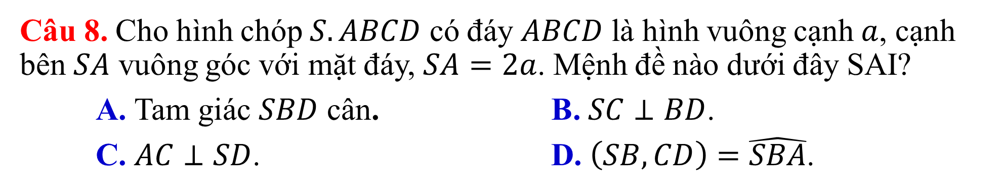 Câu 8. Cho hình chóp S.ABCD có đáy ABCD là hình vuông cạnh a, cạnh
bên SA vuông góc với mặt đáy, SA = 2a. Mệnh đề nào dưới đây SAI?
A. Tam giác SBD cân. B. SC ⊥ BD.
C. AC ⊥ SD. D. (SB, CD) = \widehat{SBA}.